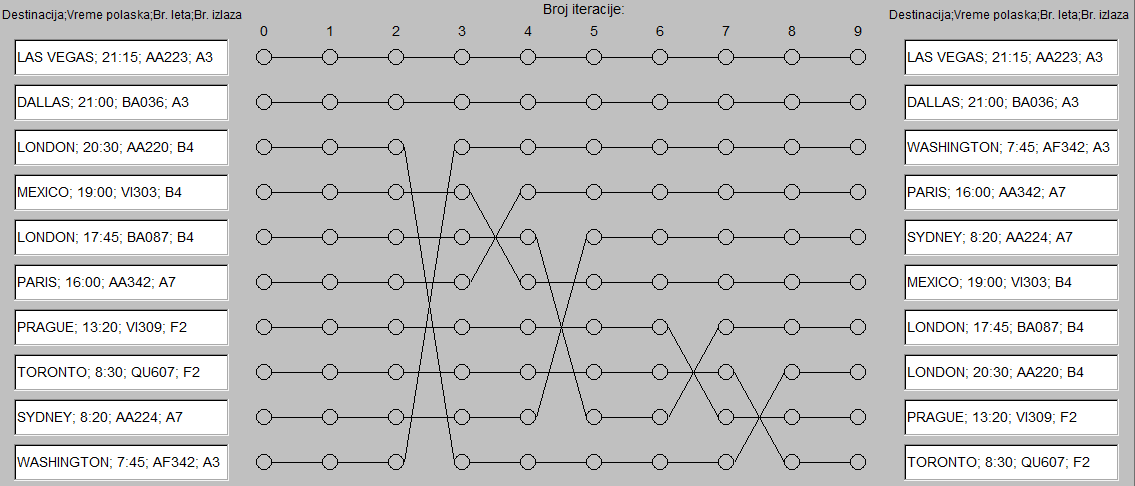 Broj iteracije:
Destinacija;Vreme polaska;Br. leta;Br. izlaza
Destinacija;Vreme polaska;Br. leta;Br. izlaza
0 1 2 3 4 5 6 7 8 9
LAS VEGAS; 21:15; AA223; A3
LAS VEGAS; 21:15; AA223; A3
DALLAS; 21:00; BA036; A3
DALLAS; 21:00; BA036; A3
LONDON; 20:30; AA220; B4
WASHINGTON; 7:45; AF342; A3
MEXICO; 19:00; VI303; B4
PARIS; 16:00; AA342; A7
LONDON; 17:45; BA087; B4
SYDNEY; 8:20; AA224; A7
PARIS; 16:00; AA342; A7
MEXICO; 19:00; VI303; B4
PRAGUE; 13:20; VI309; F2
LONDON; 17:45; BA087; B4
TORONTO; 8:30; QU607; F2
LONDON; 20:30; AA220; B4
SYDNEY; 8:20; AA224; A7
PRAGUE; 13:20; VI309; F2
WASHINGTON; 7:45; AF342; A3
TORONTO; 8:30; QU607; F2